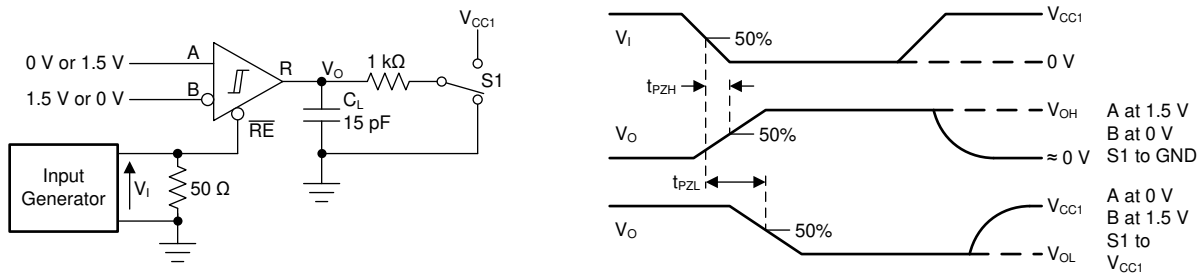 V_CC1
0 V or 1.5 V
A
1.5 V or 0 V
B
R
V_O
1 kΩ
S1
C_L
15 pF
RE
Input
Generator
V_I
50 Ω
V_I
50%
V_CC1
0 V
t_PZH
V_O
50%
V_OH
≈ 0 V
A at 1.5 V
B at 0 V
S1 to GND
t_PZL
V_O
50%
V_CC1
V_OL
A at 0 V
B at 1.5 V
S1 to
V_CC1